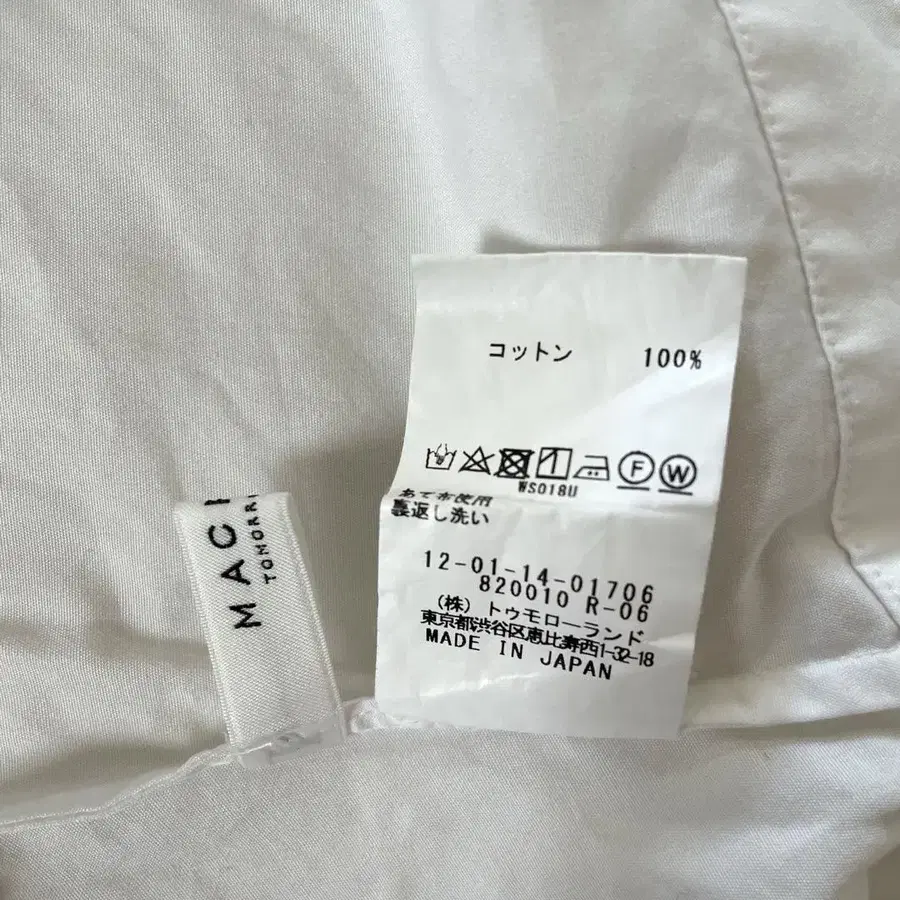 コットン 100%
WS018U
あて布使用
裏返し洗い
12-01-14-01706
820010 R-06
(株) トゥモローランド
東京都渋谷区恵比寿西1-32-18
MADE IN JAPAN
F
W